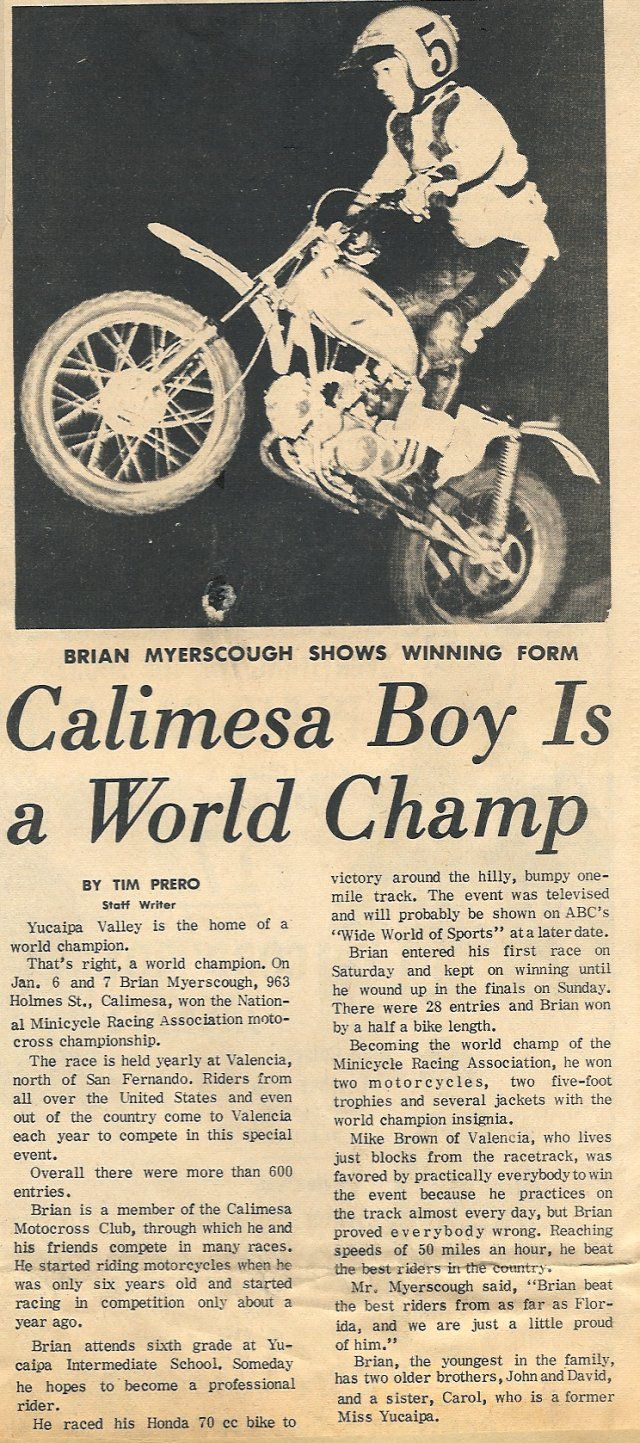 5
BRIAN MYERSCOUGH SHOWS WINNING FORM
Calimesa Boy Is
a World Champ
BY TIM PRERO
Staff Writer
Yucaipa Valley is the home of a
world champion.
That's right, a world champion. On
Jan. 6 and 7 Brian Myerscough, 963
Holmes St., Calimesa, won the Nation-
al Minicycle Racing Association moto-
cross championship.
The race is held yearly at Valencia,
north of San Fernando. Riders from
all over the United States and even
out of the country come to Valencia
each year to compete in this special
event.
Overall there were more than 600
entries.
Brian is a member of the Calimesa
Motocross Club, through which he and
his friends compete in many races.
He started riding motorcycles when he
was only six years old and started
racing in competition only about a
year ago.
Brian attends sixth grade at Yu-
caipa Intermediate School. Someday
he hopes to become a professional
rider.
He raced his Honda 70 cc bike to
victory around the hilly, bumpy one-
mile track. The event was televised
and will probably be shown on ABC's
"Wide World of Sports" at a later date.
Brian entered his first race on
Saturday and kept on winning until
he wound up in the finals on Sunday.
There were 28 entries and Brian won
by a half a bike length.
Becoming the world champ of the
Minicycle Racing Association, he won
two motorcycles, two five-foot
trophies and several jackets with the
world champion insignia.
Mike Brown of Valencia, who lives
just blocks from the racetrack, was
favored by practically everybody to win
the event because he practices on
the track almost every day, but Brian
proved everybody wrong. Reaching
speeds of 50 miles an hour, he beat
the best riders in the country.
Mr. Myerscough said, "Brian beat
the best riders from as far as Flor-
ida, and we are just a little proud
of him."
Brian, the youngest in the family,
has two older brothers, John and David,
and a sister, Carol, who is a former
Miss Yucaipa.